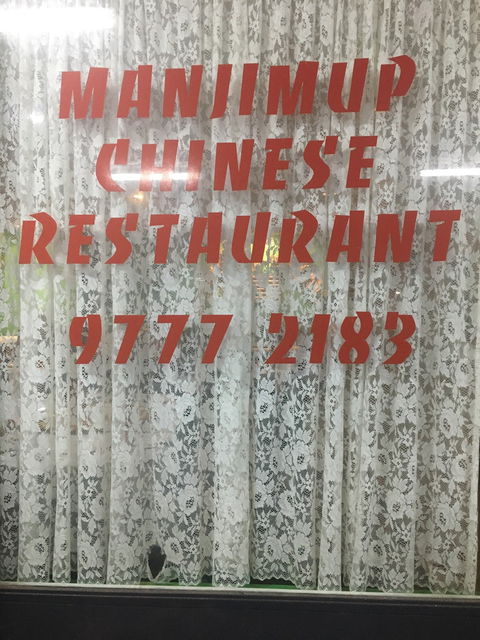 MANJIMUP
CHINESE
RESTAURANT
9777 2183